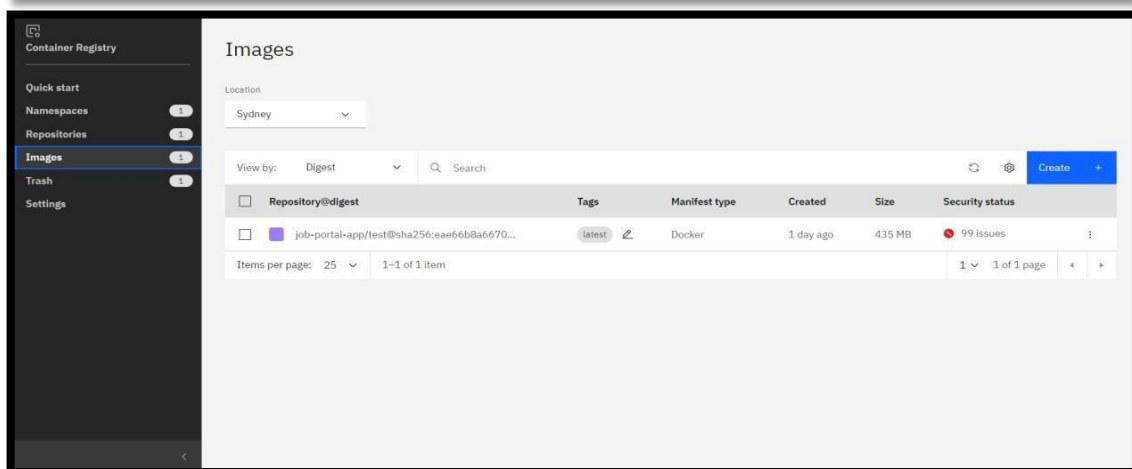 Container Registry
Quick start
Namespaces 1
Repositories 1
Images 1
Trash 1
Settings
Images
Location
Sydney
View by: Digest Search Create +
Repository@digest Tags Manifest type Created Size Security status
job-portal-app/test@sha256:eae66b8a6670... latest Docker 1 day ago 435 MB 99 issues
Items per page: 25 1–1 of 1 item 1 1 of 1 page